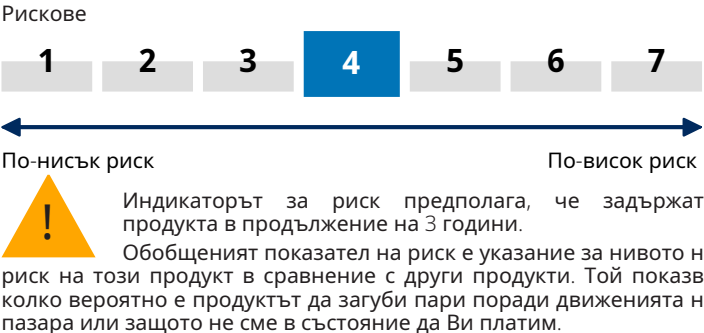 Рискове
1 2 3 4 5 6 7
По-нисък риск По-висок риск
! Индикаторът за риск предполага, че задържат
продукта в продължение на 3 години.
Обобщеният показател на риск е указание за нивото н
риск на този продукт в сравнение с други продукти. Той показв
колко вероятно е продуктът да загуби пари поради движенията н
пазара или защото не сме в състояние да Ви платим.